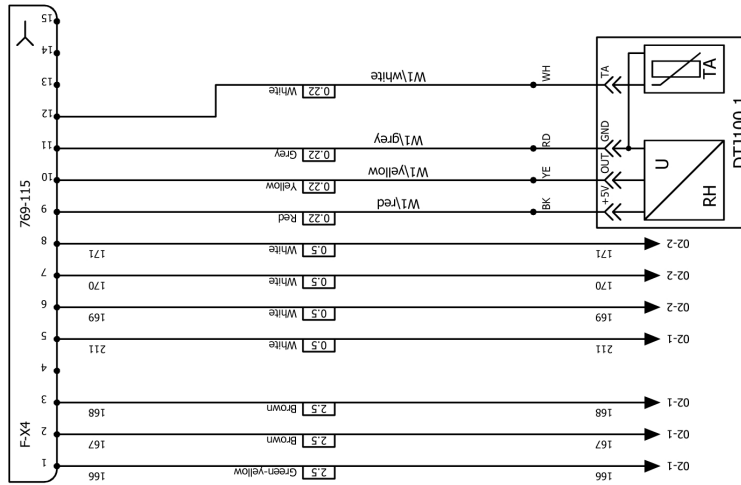 15
14
13 White 0.22 W1\white WH TA TA
12
11 Grey 0.22 W1\grey RD GND
10 Yellow 0.22 W1\yellow YE OUT U
9 Red 0.22 W1\red BK +5V RH
DTJ100.1
769-115
8 171 White 0.5 171 02-2
7 170 White 0.5 170 02-2
6 169 White 0.5 169 02-2
5 211 White 0.5 211 02-1
4
3 168 Brown 2.5 168 02-1
F-X4
2 167 Brown 2.5 167 02-1
1 166 Green-yellow 2.5 166 02-1